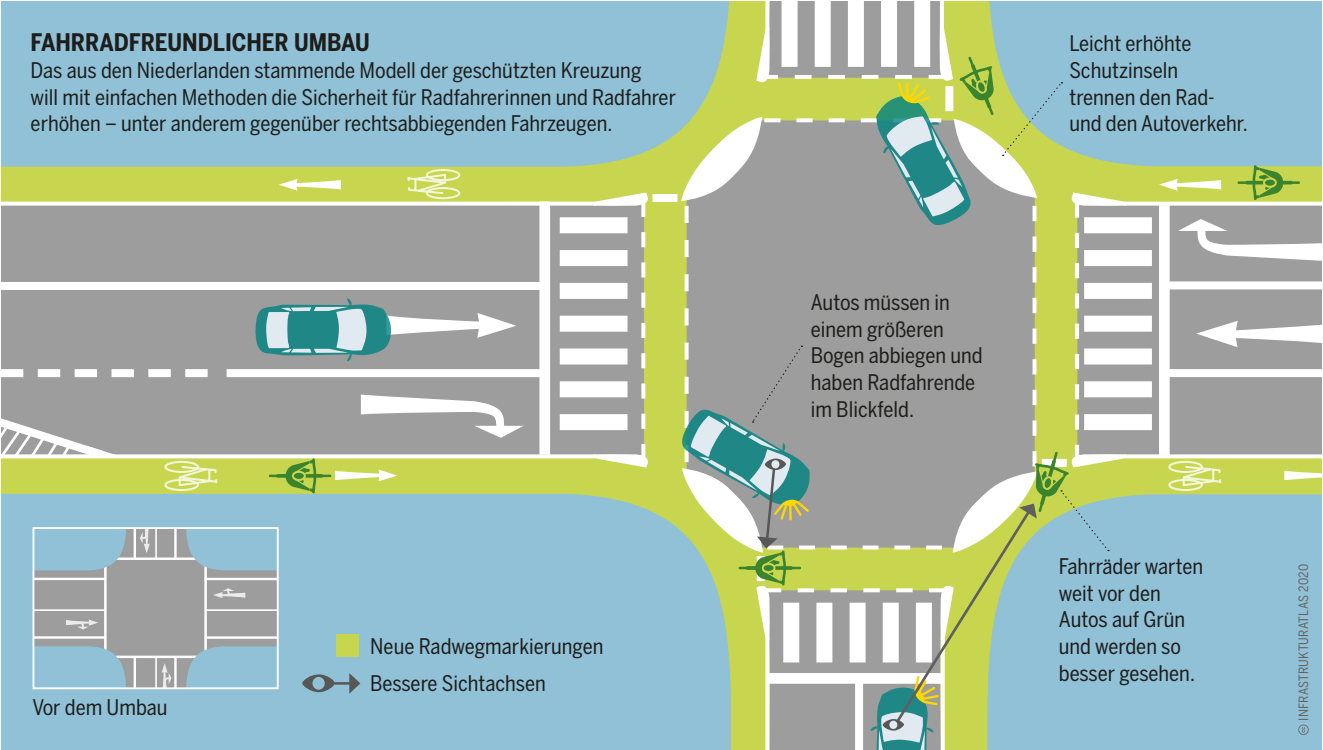 FAHRRADFREUNDLICHER UMBAU
Das aus den Niederlanden stammende Modell der geschützten Kreuzung
will mit einfachen Methoden die Sicherheit für Radfahrerinnen und Radfahrer
erhöhen – unter anderem gegenüber rechtsabbiegenden Fahrzeugen.
Leicht erhöhte
Schutzinseln
trennen den Rad-
und den Autoverkehr.
Autos müssen in
einem größeren
Bogen abbiegen und
haben Radfahrende
im Blickfeld.
Fahrräder warten
weit vor den
Autos auf Grün
und werden so
besser gesehen.
Neue Radwegmarkierungen
Bessere Sichtachsen
Vor dem Umbau
INFRASTRUKTURATLAS 2020